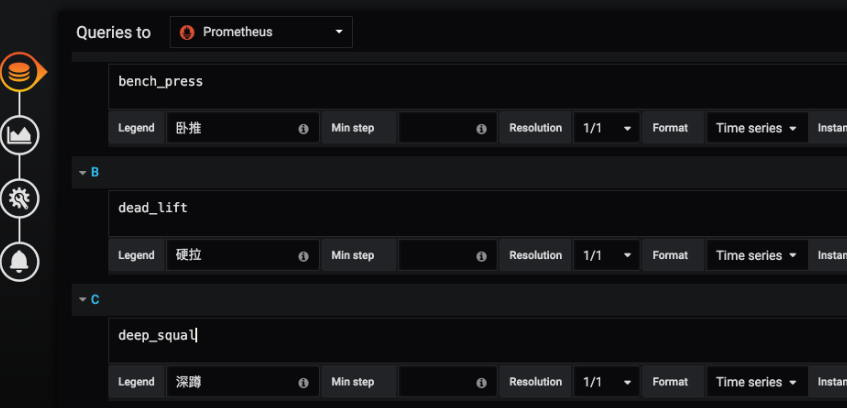 Queries to Prometheus
bench_press
Legend 卧推 Min step Resolution 1/1 Format Time series Instan
B
dead_lift
Legend 硬拉 Min step Resolution 1/1 Format Time series Instan
C
deep_squal
Legend 深蹲 Min step Resolution 1/1 Format Time series Instan